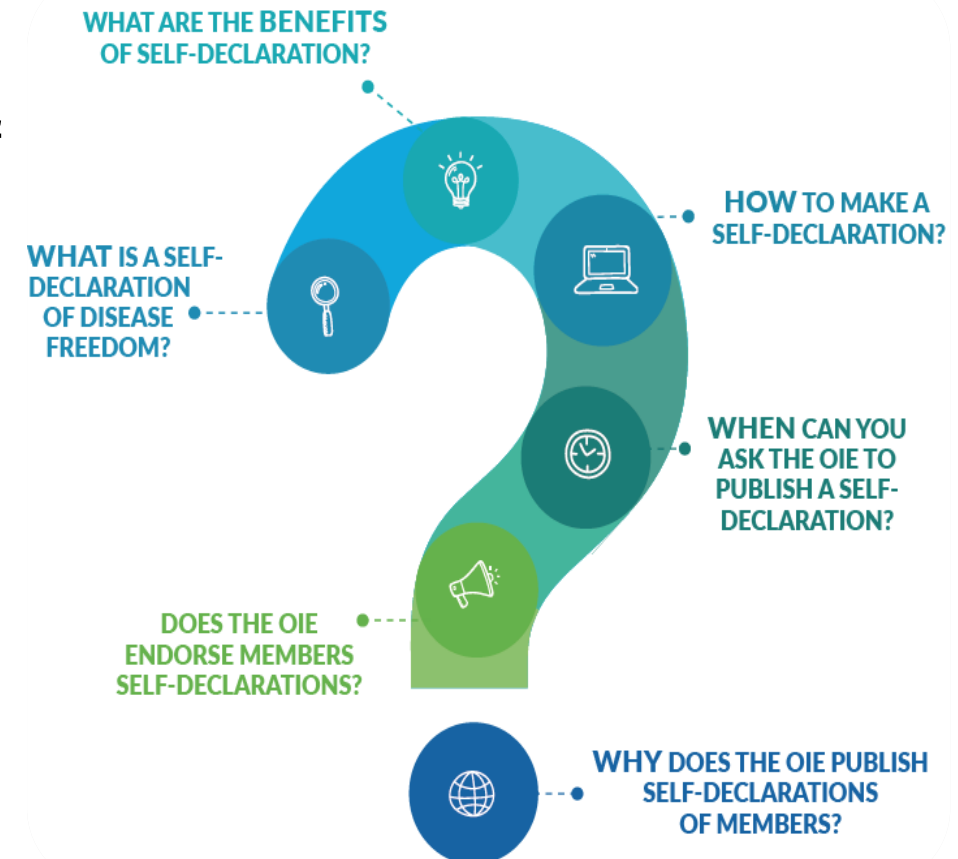 WHAT ARE THE BENEFITS
OF SELF-DECLARATION?
HOW TO MAKE A
SELF-DECLARATION?
WHAT IS A SELF-
DECLARATION
OF DISEASE
FREEDOM?
WHEN CAN YOU
ASK THE OIE TO
PUBLISH A SELF-
DECLARATION?
DOES THE OIE
ENDORSE MEMBERS
SELF-DECLARATIONS?
WHY DOES THE OIE PUBLISH
SELF-DECLARATIONS
OF MEMBERS?